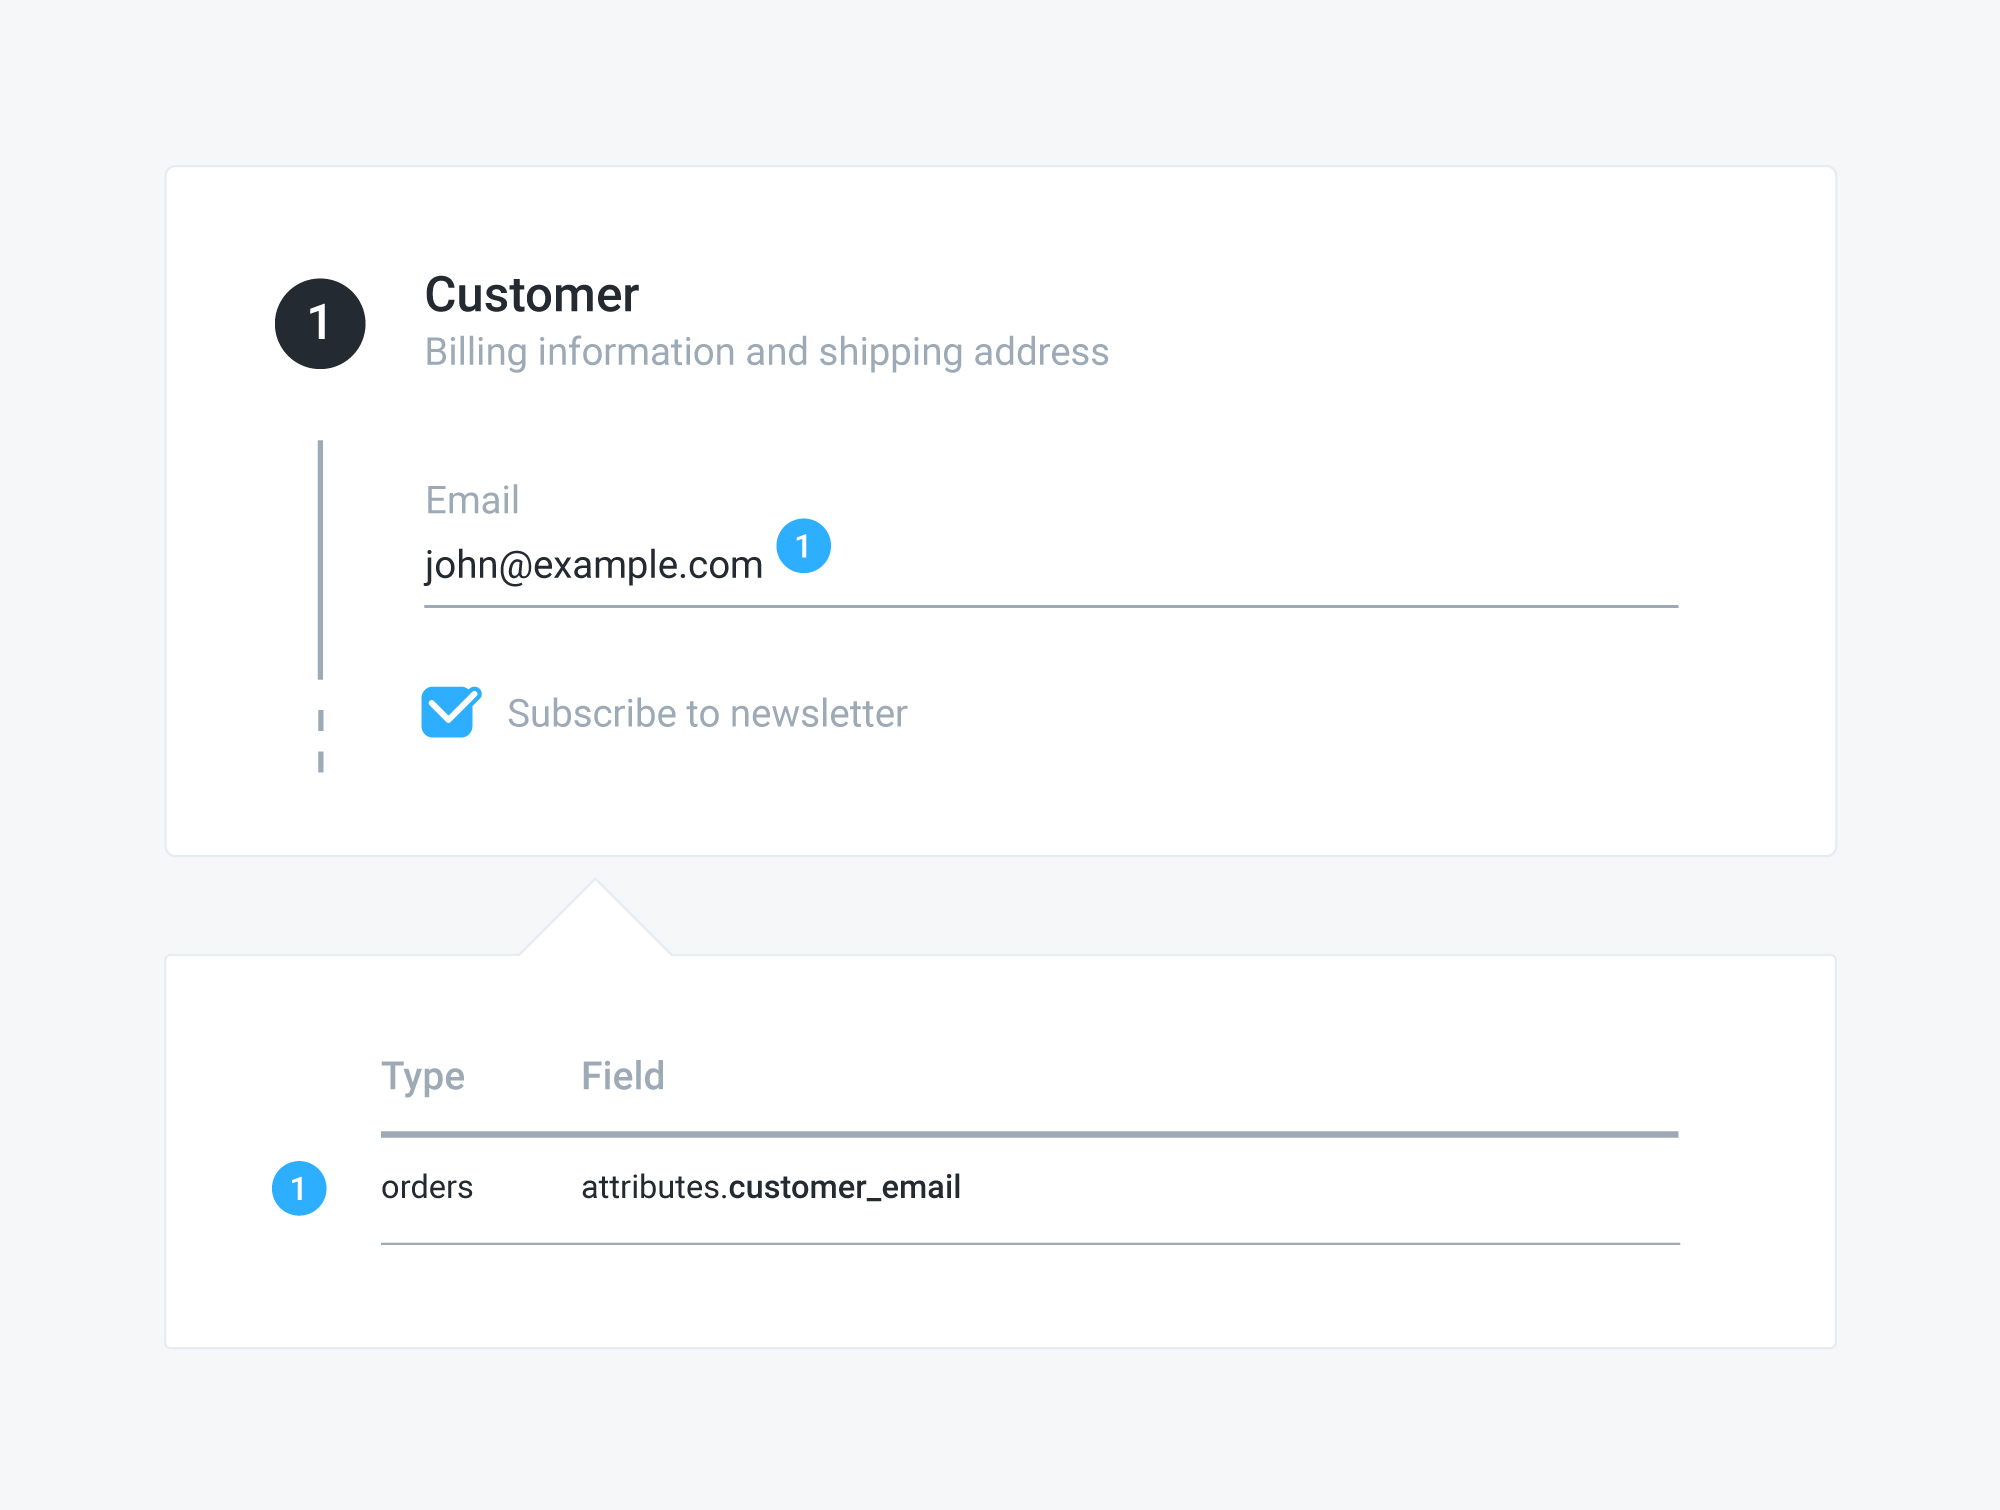 1
Customer
Billing information and shipping address
Email
john@example.com 1
Subscribe to newsletter
Type Field
1 orders attributes.customer_email